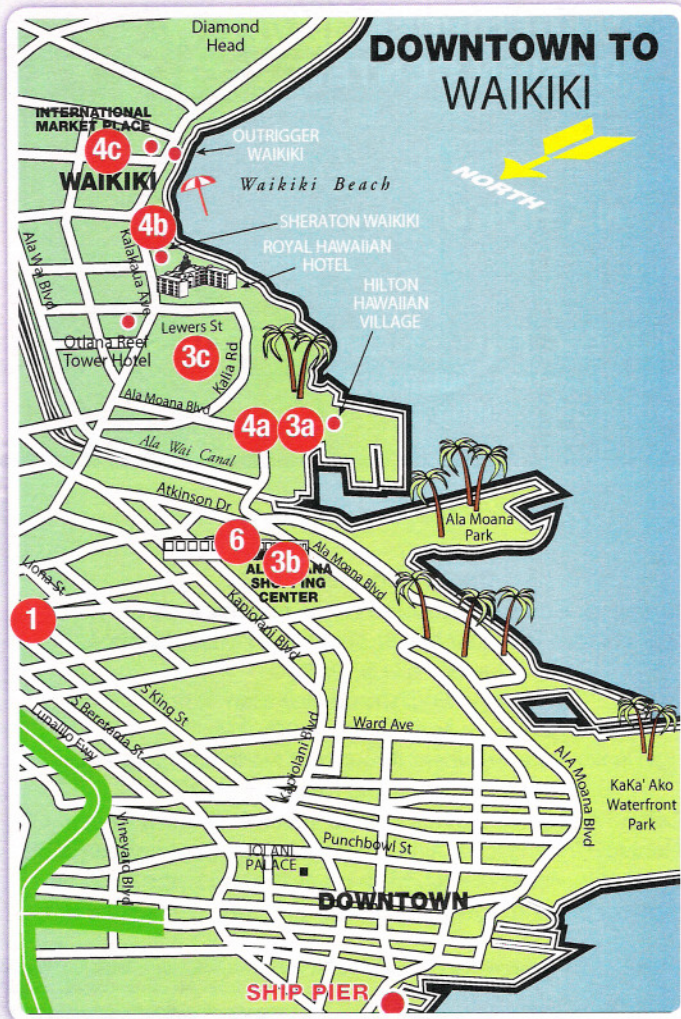 Diamond
Head
DOWNTOWN TO
WAIKIKI
NORTH
INTERNATIONAL
MARKET PLACE
4c
WAIKIKI
OUTRIGGER
WAIKIKI
Waikiki Beach
4b
SHERATON WAIKIKI
ROYAL HAWAIIAN
HOTEL
HILTON
HAWAIIAN
VILLAGE
Ala Wai Blvd
Kalakaua Ave
Otlana Reef
Tower Hotel
Lewers St
3c
Kalia Rd
Ala Moana Blvd
4a
3a
Ala Wai Canal
Atkinson Dr
Ala Moana
Park
6
3b
ALA MOANA
SHOPPING
CENTER
Ala Moana Blvd
Liona St
1
Kapiolani Blvd
S King St
S Beretania St
Lunalilo Fwy
Ward Ave
Kapiolani Blvd
AlA Moana Blvd
KaKa' Ako
Waterfront
Park
Vineyard Blvd
Punchbowl St
IOLANI
PALACE
DOWNTOWN
SHIP PIER